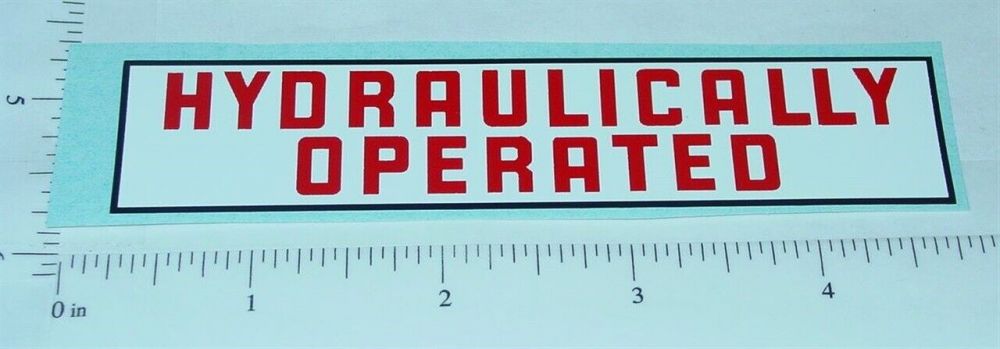 HYDRAULICALLY
OPERATED
5
0 in 1 2 3 4